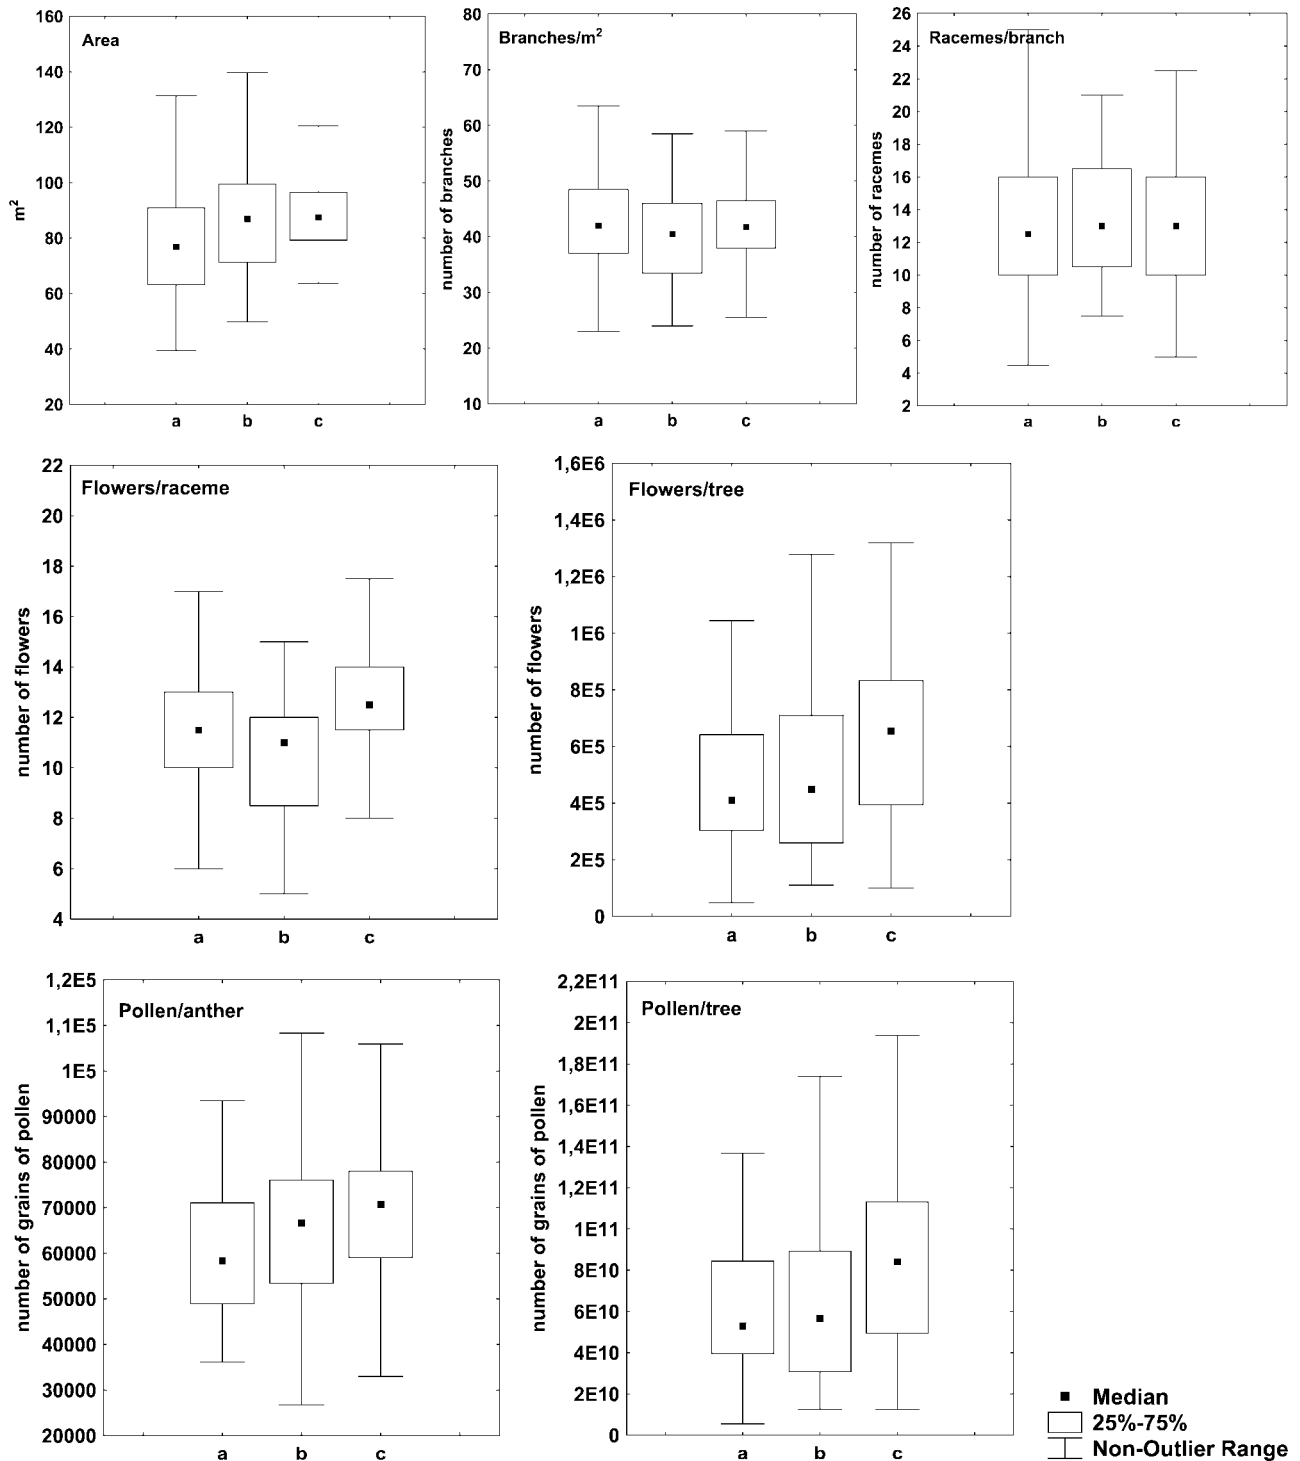 Area
m²
160
140
120
100
80
60
40
20
a b c
Branches/m²
number of branches
80
70
60
50
40
30
20
10
a b c
Racemes/branch
number of racemes
26
24
22
20
18
16
14
12
10
8
6
4
2
a b c
Flowers/raceme
number of flowers
22
20
18
16
14
12
10
8
6
4
a b c
Flowers/tree
number of flowers
1,6E6
1,4E6
1,2E6
1E6
8E5
6E5
4E5
2E5
0
a b c
Pollen/anther
number of grains of pollen
1,2E5
1,1E5
1E5
90000
80000
70000
60000
50000
40000
30000
20000
a b c
Pollen/tree
number of grains of pollen
2,2E11
2E11
1,8E11
1,6E11
1,4E11
1,2E11
1E11
8E10
6E10
4E10
2E10
0
a b c
Median
25%-75%
Non-Outlier Range